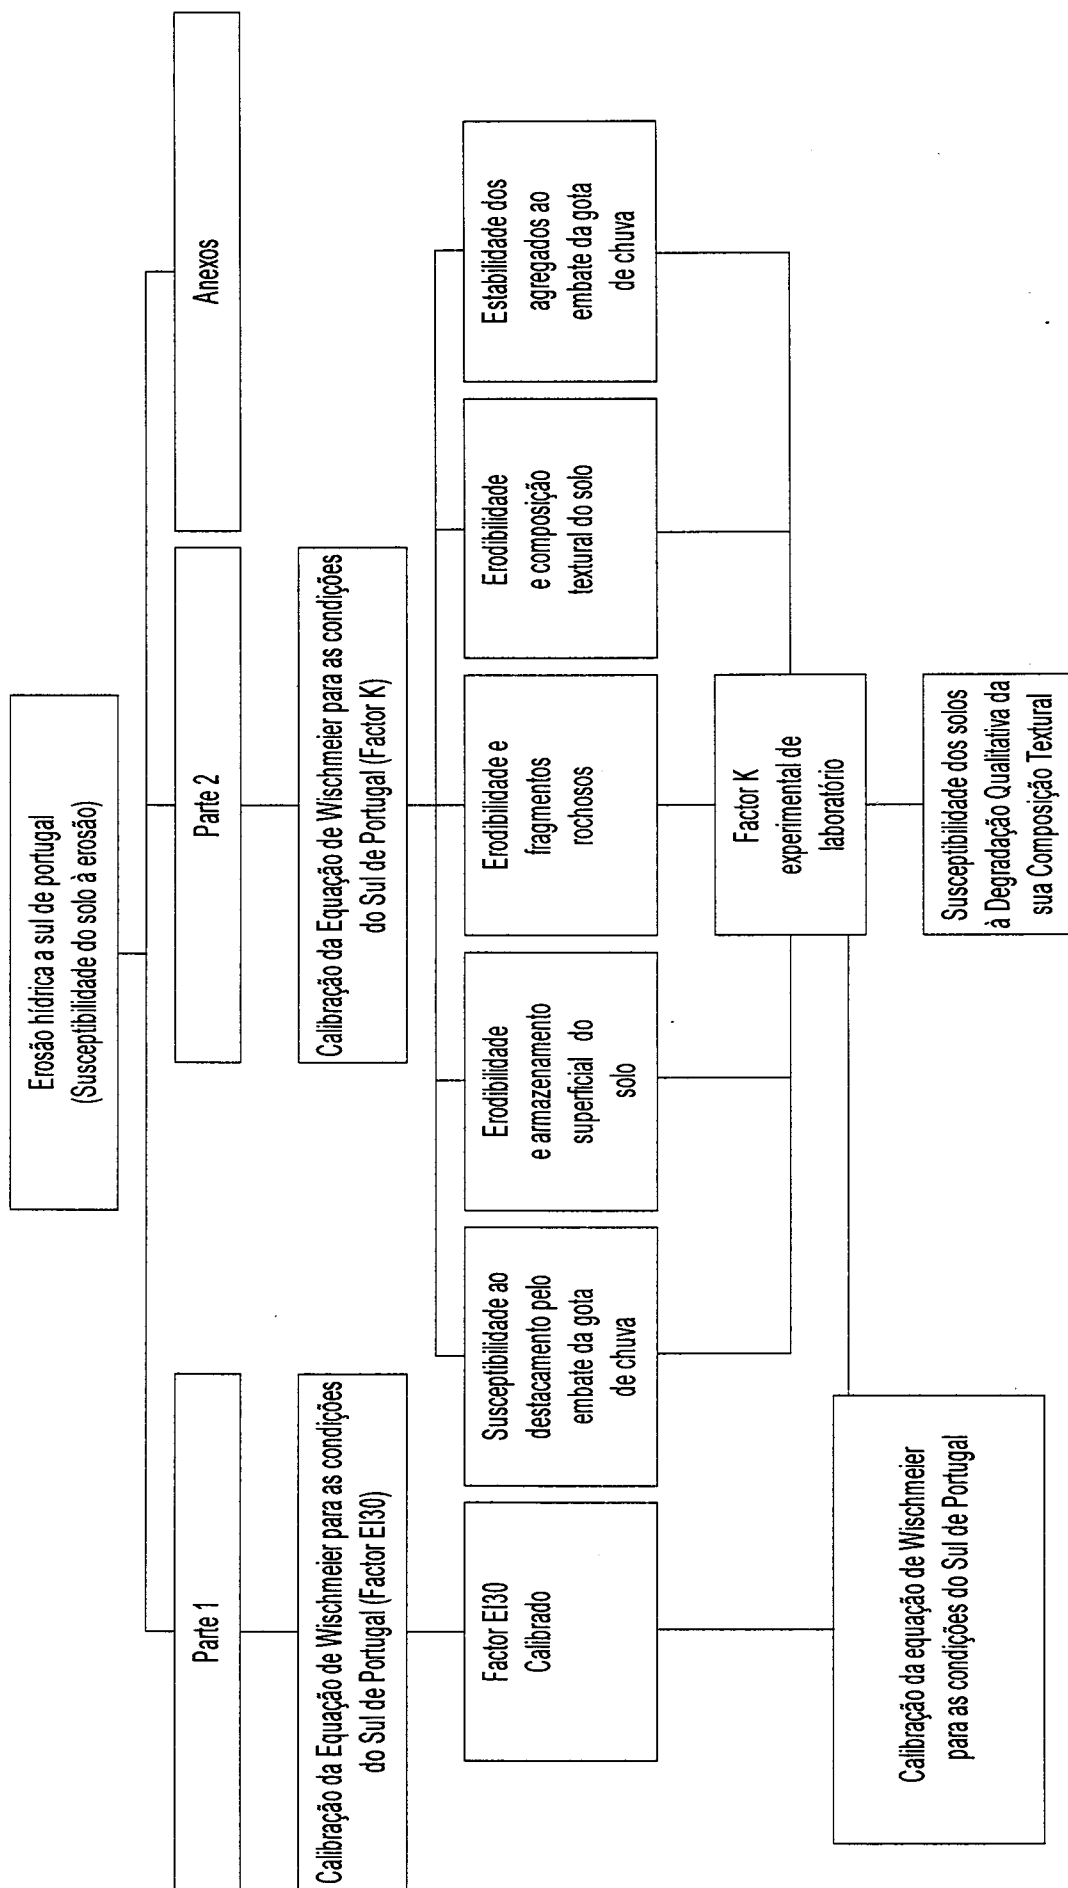 Erosão hídrica a sul de portugal
(Susceptibilidade do solo à erosão)
Parte 1
Parte 2
Anexos
Calibração da Equação de Wischmeier para as condições
do Sul de Portugal (Factor EI30)
Calibração da Equação de Wischmeier para as condições
do Sul de Portugal (Factor K)
Factor EI30
Calibrado
Susceptibilidade ao
destacamento pelo
embate da gota
de chuva
Erodibilidade
e armazenamento
superficial do
solo
Erodibilidade e
fragmentos
rochosos
Erodibilidade
e composição
textural do solo
Estabilidade dos
agregados ao
embate da gota
de chuva
Factor K
experimental de
laboratório
Calibração da equação de Wischmeier
para as condições do Sul de Portugal
Susceptibilidade dos solos
à Degradação Qualitativa da
sua Composição Textural